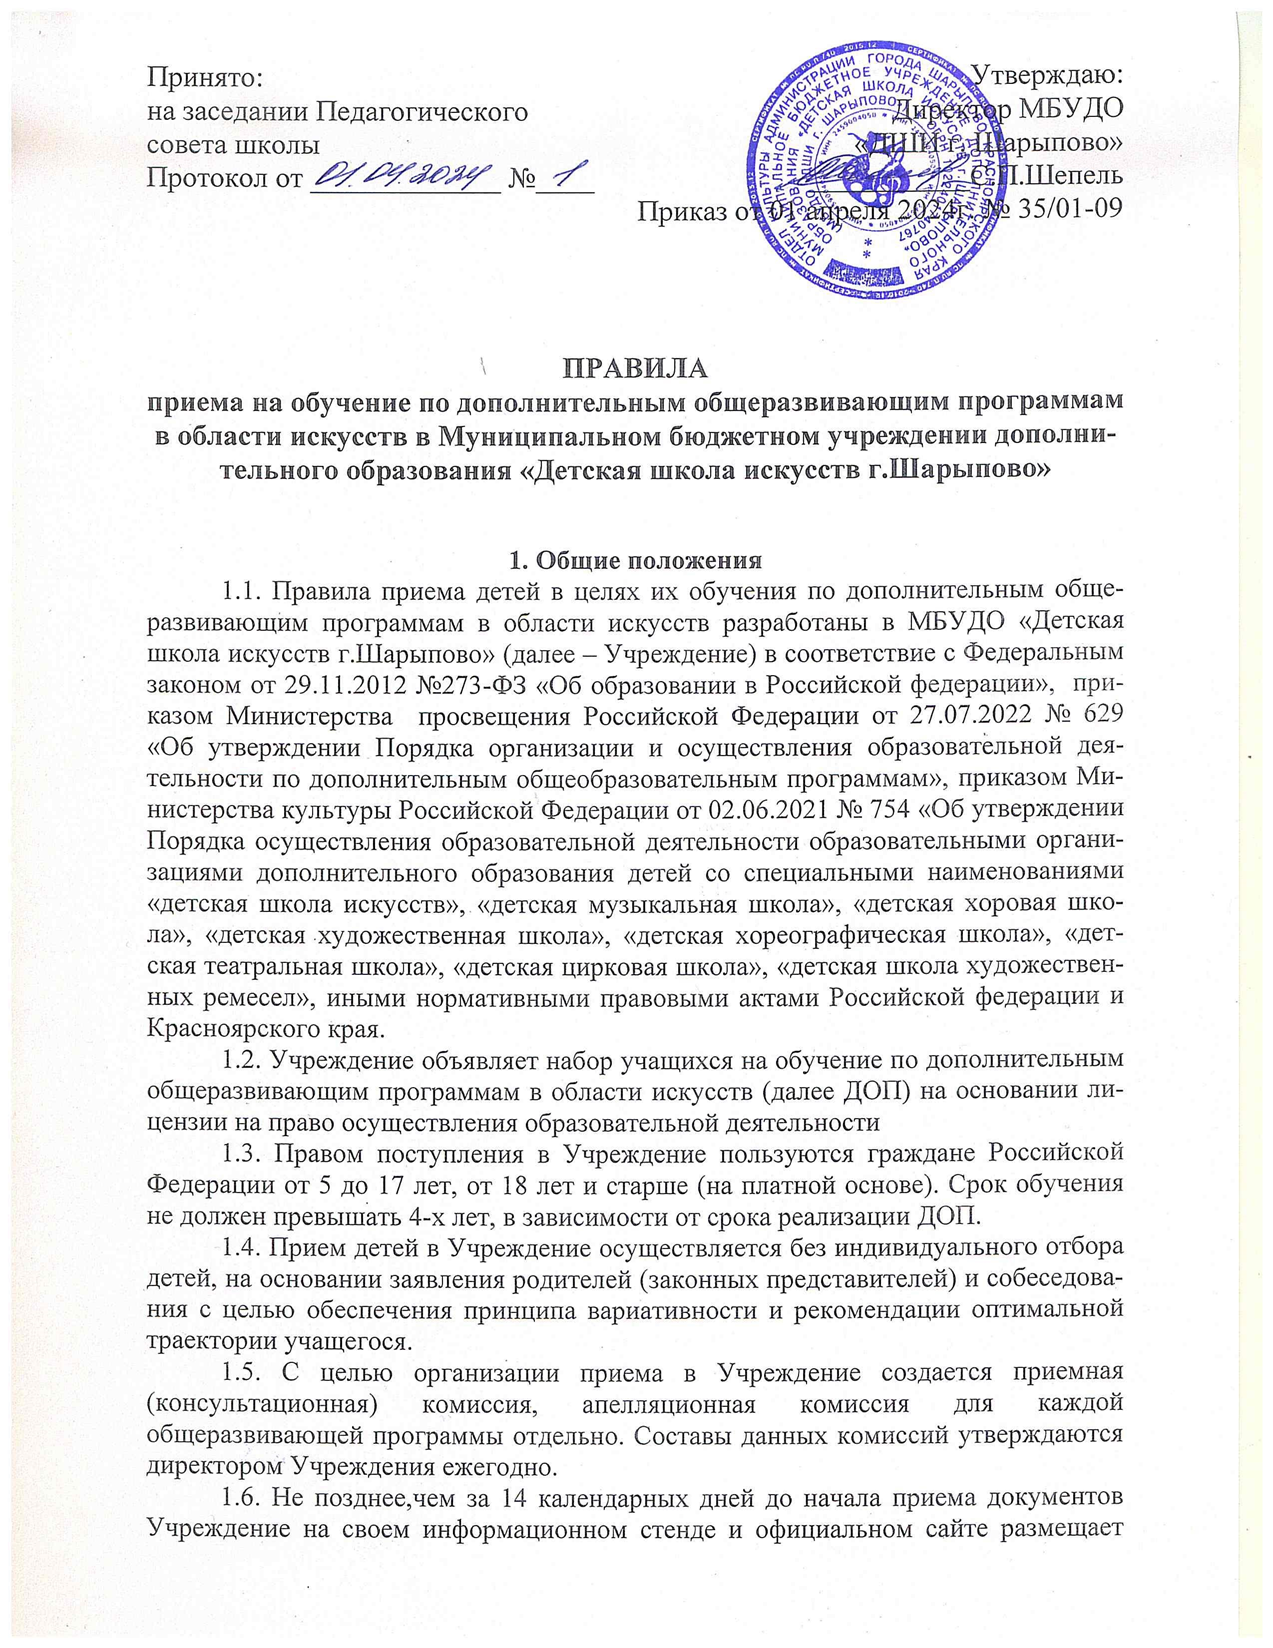 Принято:
на заседании Педагогического
совета школы
Протокол от 01.04.2024 № 1
Утверждаю:
Директор МБУДО
«ДШИ г. Шарыпово»
С.П.Шепель
Приказ от 01 апреля 2024г. № 35/01-09
ПРАВИЛА
приема на обучение по дополнительным общеразвивающим программам
в области искусств в Муниципальном бюджетном учреждении дополни-
тельного образования «Детская школа искусств г.Шарыпово»
1. Общие положения
1.1. Правила приема детей в целях их обучения по дополнительным обще-
развивающим программам в области искусств разработаны в МБУДО «Детская
школа искусств г.Шарыпово» (далее – Учреждение) в соответствие с Федеральным
законом от 29.11.2012 №273-ФЗ «Об образовании в Российской федерации», при-
казом Министерства просвещения Российской Федерации от 27.07.2022 № 629
«Об утверждении Порядка организации и осуществления образовательной дея-
тельности по дополнительным общеобразовательным программам», приказом Ми-
нистерства культуры Российской Федерации от 02.06.2021 № 754 «Об утверждении
Порядка осуществления образовательной деятельности образовательными органи-
зациями дополнительного образования детей со специальными наименованиями
«детская школа искусств», «детская музыкальная школа», «детская хоровая шко-
ла», «детская художественная школа», «детская хореографическая школа», «дет-
ская театральная школа», «детская цирковая школа», «детская школа художествен-
ных ремесел», иными нормативными правовыми актами Российской федерации и
Красноярского края.
1.2. Учреждение объявляет набор учащихся на обучение по дополнительным
общеразвивающим программам в области искусств (далее ДОП) на основании ли-
цензии на право осуществления образовательной деятельности
1.3. Правом поступления в Учреждение пользуются граждане Российской
Федерации от 5 до 17 лет, от 18 лет и старше (на платной основе). Срок обучения
не должен превышать 4-х лет, в зависимости от срока реализации ДОП.
1.4. Прием детей в Учреждение осуществляется без индивидуального отбора
детей, на основании заявления родителей (законных представителей) и собеседова-
ния с целью обеспечения принципа вариативности и рекомендации оптимальной
траектории учащегося.
1.5. С целью организации приема в Учреждение создается приемная
(консультационная) комиссия, апелляционная комиссия для каждой
общеразвивающей программы отдельно. Составы данных комиссий утверждаются
директором Учреждения ежегодно.
1.6. Не позднее,чем за 14 календарных дней до начала приема документов
Учреждение на своем информационном стенде и официальном сайте размещает